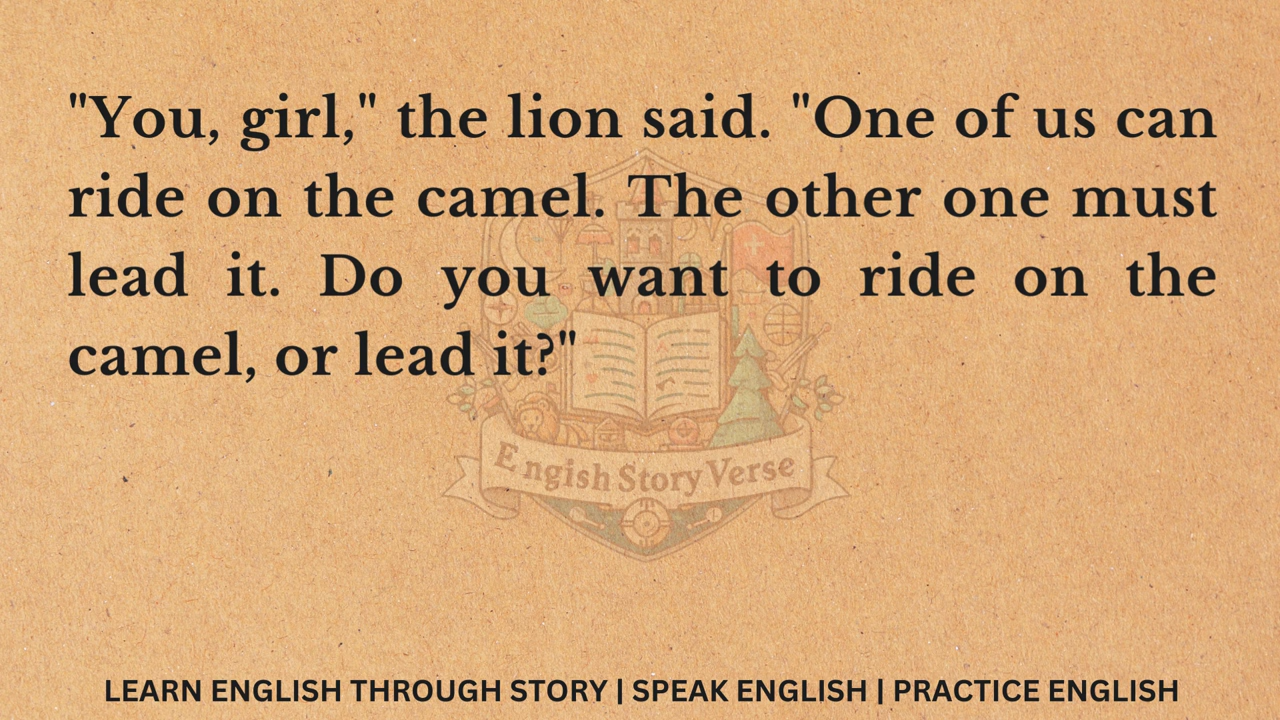 "You, girl," the lion said. "One of us can
ride on the camel. The other one must
lead it. Do you want to ride on the
camel, or lead it?"
Engish Story Verse
LEARN ENGLISH THROUGH STORY | SPEAK ENGLISH | PRACTICE ENGLISH